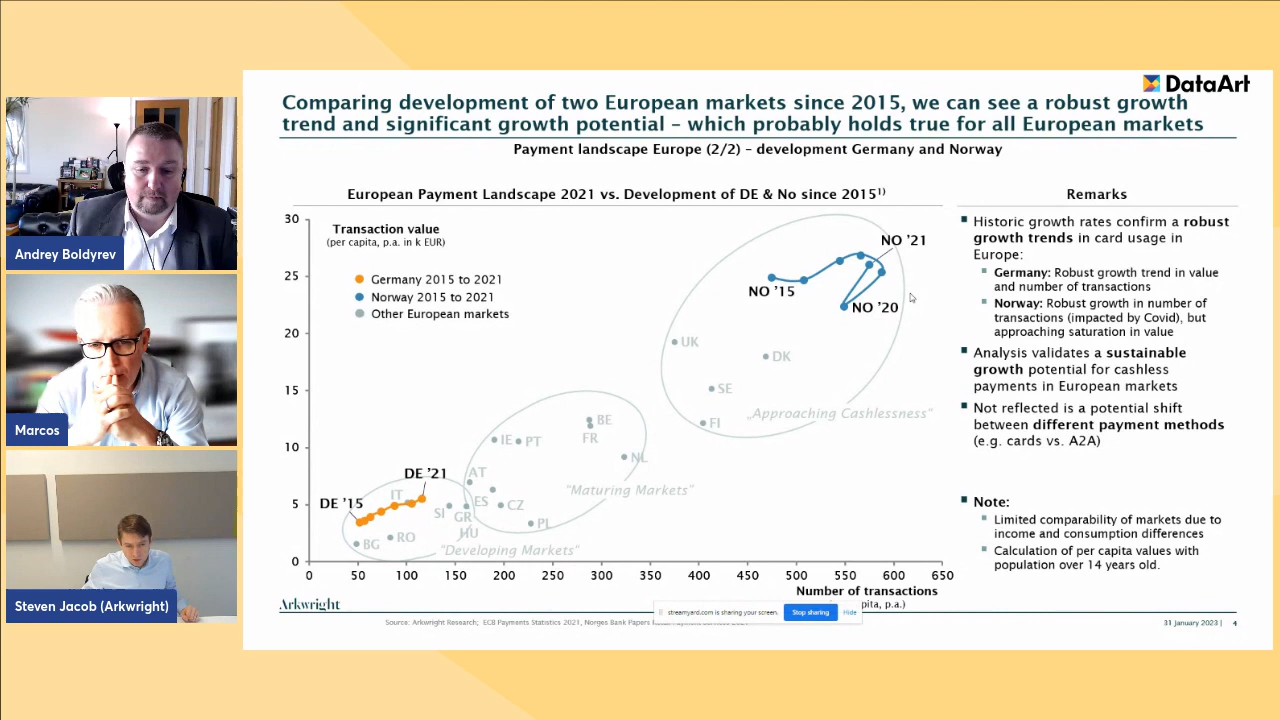 DataArt
Comparing development of two European markets since 2015, we can see a robust growth
trend and significant growth potential – which probably holds true for all European markets
Payment landscape Europe (2/2) – development Germany and Norway
European Payment Landscape 2021 vs. Development of DE & No since 2015¹⁾
Transaction value
(per capita, p.a. in k EUR)
Germany 2015 to 2021
Norway 2015 to 2021
Other European markets
30
25
20
15
10
5
0
0 50 100 150 200 250 300 350 400 450 500 550 600 650
NO ’21
NO ’15
NO ’20
UK
DK
SE
FI
„Approaching Cashlessness”
BE
FR
IE
PT
NL
AT
ES
CZ
PL
"Maturing Markets”
DE ’21
DE ’15
IT
SI
GR
HU
BG
RO
"Developing Markets”
Number of transactions
pita, p.a.)
Remarks
Historic growth rates confirm a robust
growth trends in card usage in
Europe:
Germany: Robust growth trend in value
and number of transactions
Norway: Robust growth in number of
transactions (impacted by Covid), but
approaching saturation in value
Analysis validates a sustainable
growth potential for cashless
payments in European markets
Not reflected is a potential shift
between different payment methods
(e.g. cards vs. A2A)
Note:
Limited comparability of markets due to
income and consumption differences
Calculation of per capita values with
population over 14 years old.
Arkwright
streamyard.com is sharing your screen.
Stop sharing
Hide
Source: Arkwright Research; ECB Payments Statistics 2021, Norges Bank Papers
31 January 2023 | 4
Andrey Boldyrev
Marcos
Steven Jacob (Arkwright)